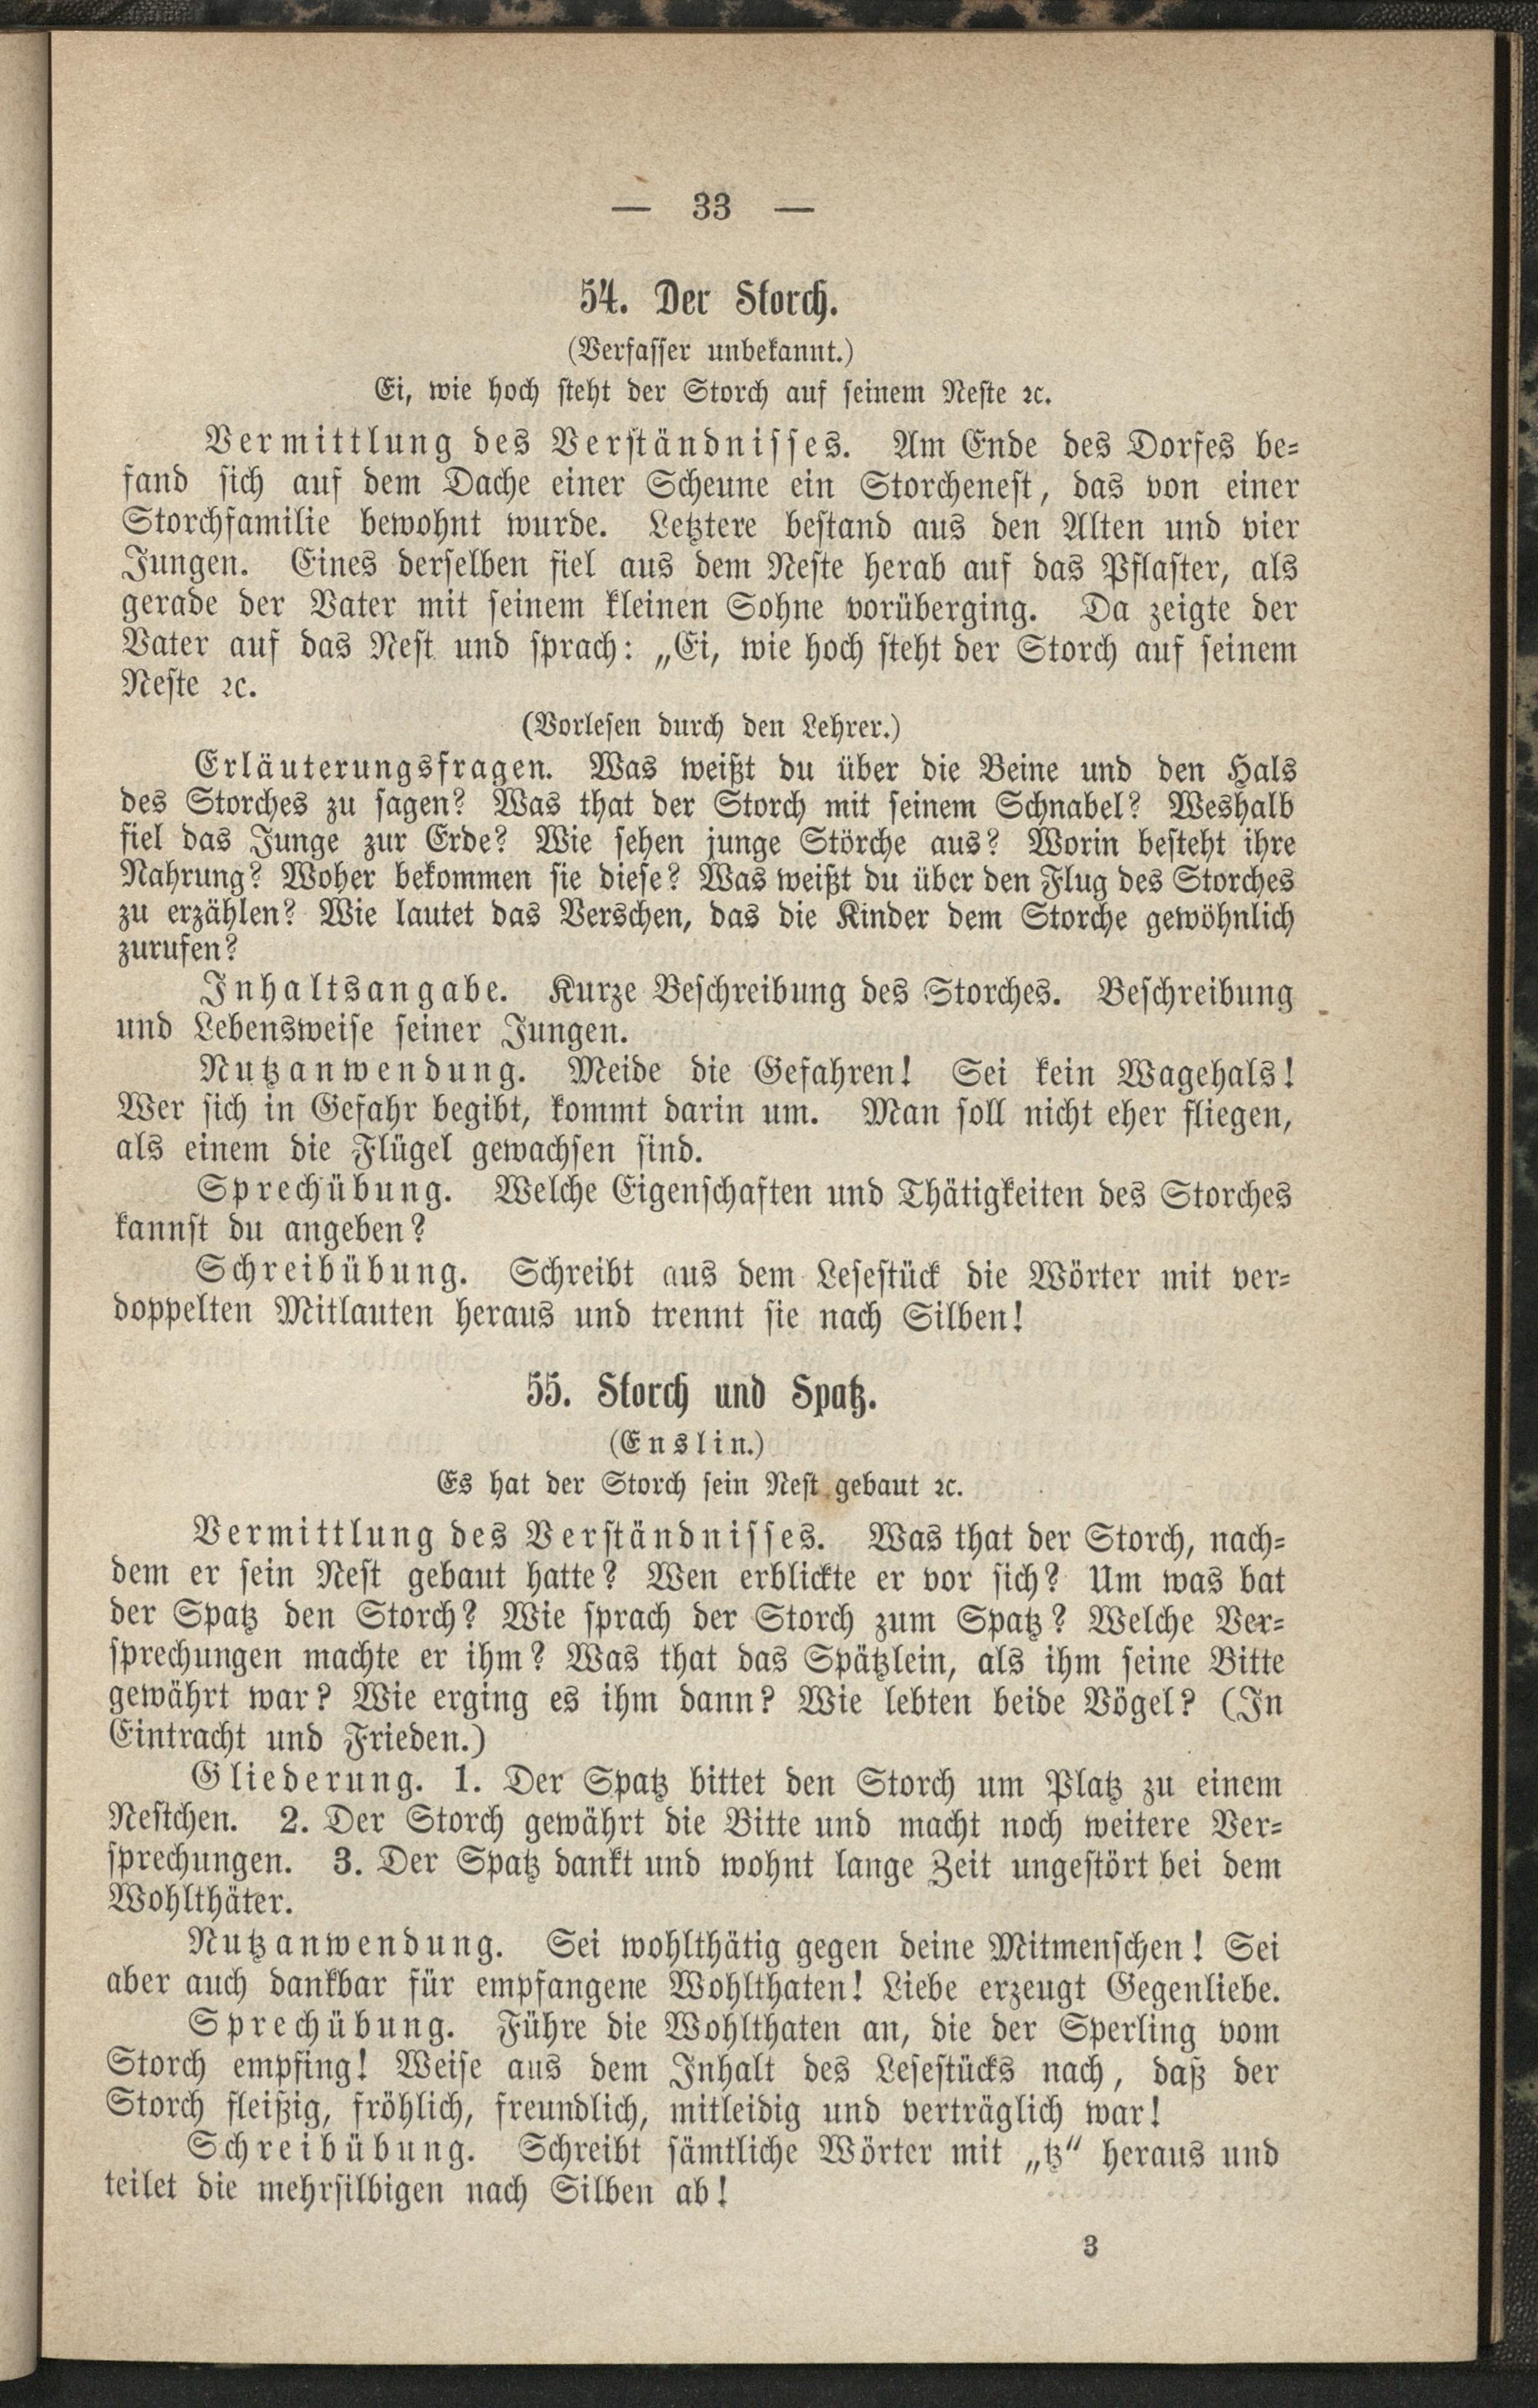 — 33 —
54. Der Storch.
(Verfasser unbekannt.)
Ei, wie hoch steht der Storch auf seinem Neste ꝛc.
Vermittlung des Verständnisses. Am Ende des Dorfes be-
fand sich auf dem Dache einer Scheune ein Storchenest, das von einer
Storchfamilie bewohnt wurde. Letztere bestand aus den Alten und vier
Jungen. Eines derselben fiel aus dem Neste herab auf das Pflaster, als
gerade der Vater mit seinem kleinen Sohne vorüberging. Da zeigte der
Vater auf das Nest und sprach: „Ei, wie hoch steht der Storch auf seinem
Neste ꝛc.
(Vorlesen durch den Lehrer.)
Erläuterungsfragen. Was weißt du über die Beine und den Hals
des Storches zu sagen? Was that der Storch mit seinem Schnabel? Weshalb
fiel das Junge zur Erde? Wie sehen junge Störche aus? Worin besteht ihre
Nahrung? Woher bekommen sie diese? Was weißt du über den Flug des Storches
zu erzählen? Wie lautet das Verschen, das die Kinder dem Storche gewöhnlich
zurufen?
Inhaltsangabe. Kurze Beschreibung des Storches. Beschreibung
und Lebensweise seiner Jungen.
Nutzanwendung. Meide die Gefahren! Sei kein Wagehals!
Wer sich in Gefahr begibt, kommt darin um. Man soll nicht eher fliegen,
als einem die Flügel gewachsen sind.
Sprechübung. Welche Eigenschaften und Thätigkeiten des Storches
kannst du angeben?
Schreibübung. Schreibt aus dem Lesestück die Wörter mit ver-
doppelten Mitlauten heraus und trennt sie nach Silben!
55. Storch und Spatz.
(Enslin.)
Es hat der Storch sein Nest gebaut ꝛc.
Vermittlung des Verständnisses. Was that der Storch, nach-
dem er sein Nest gebaut hatte? Wen erblickte er vor sich? Um was bat
der Spatz den Storch? Wie sprach der Storch zum Spatz? Welche Ver-
sprechungen machte er ihm? Was that das Spätzlein, als ihm seine Bitte
gewährt war? Wie erging es ihm dann? Wie lebten beide Vögel? (In
Eintracht und Frieden.)
Gliederung. 1. Der Spatz bittet den Storch um Platz zu einem
Nestchen. 2. Der Storch gewährt die Bitte und macht noch weitere Ver-
sprechungen. 3. Der Spatz dankt und wohnt lange Zeit ungestört bei dem
Wohlthäter.
Nutzanwendung. Sei wohlthätig gegen deine Mitmenschen! Sei
aber auch dankbar für empfangene Wohlthaten! Liebe erzeugt Gegenliebe.
Sprechübung. Führe die Wohlthaten an, die der Sperling vom
Storch empfing! Weise aus dem Inhalt des Lesestücks nach, daß der
Storch fleißig, fröhlich, freundlich, mitleidig und verträglich war!
Schreibübung. Schreibt sämtliche Wörter mit „tz“ heraus und
teilet die mehrsilbigen nach Silben ab!
3